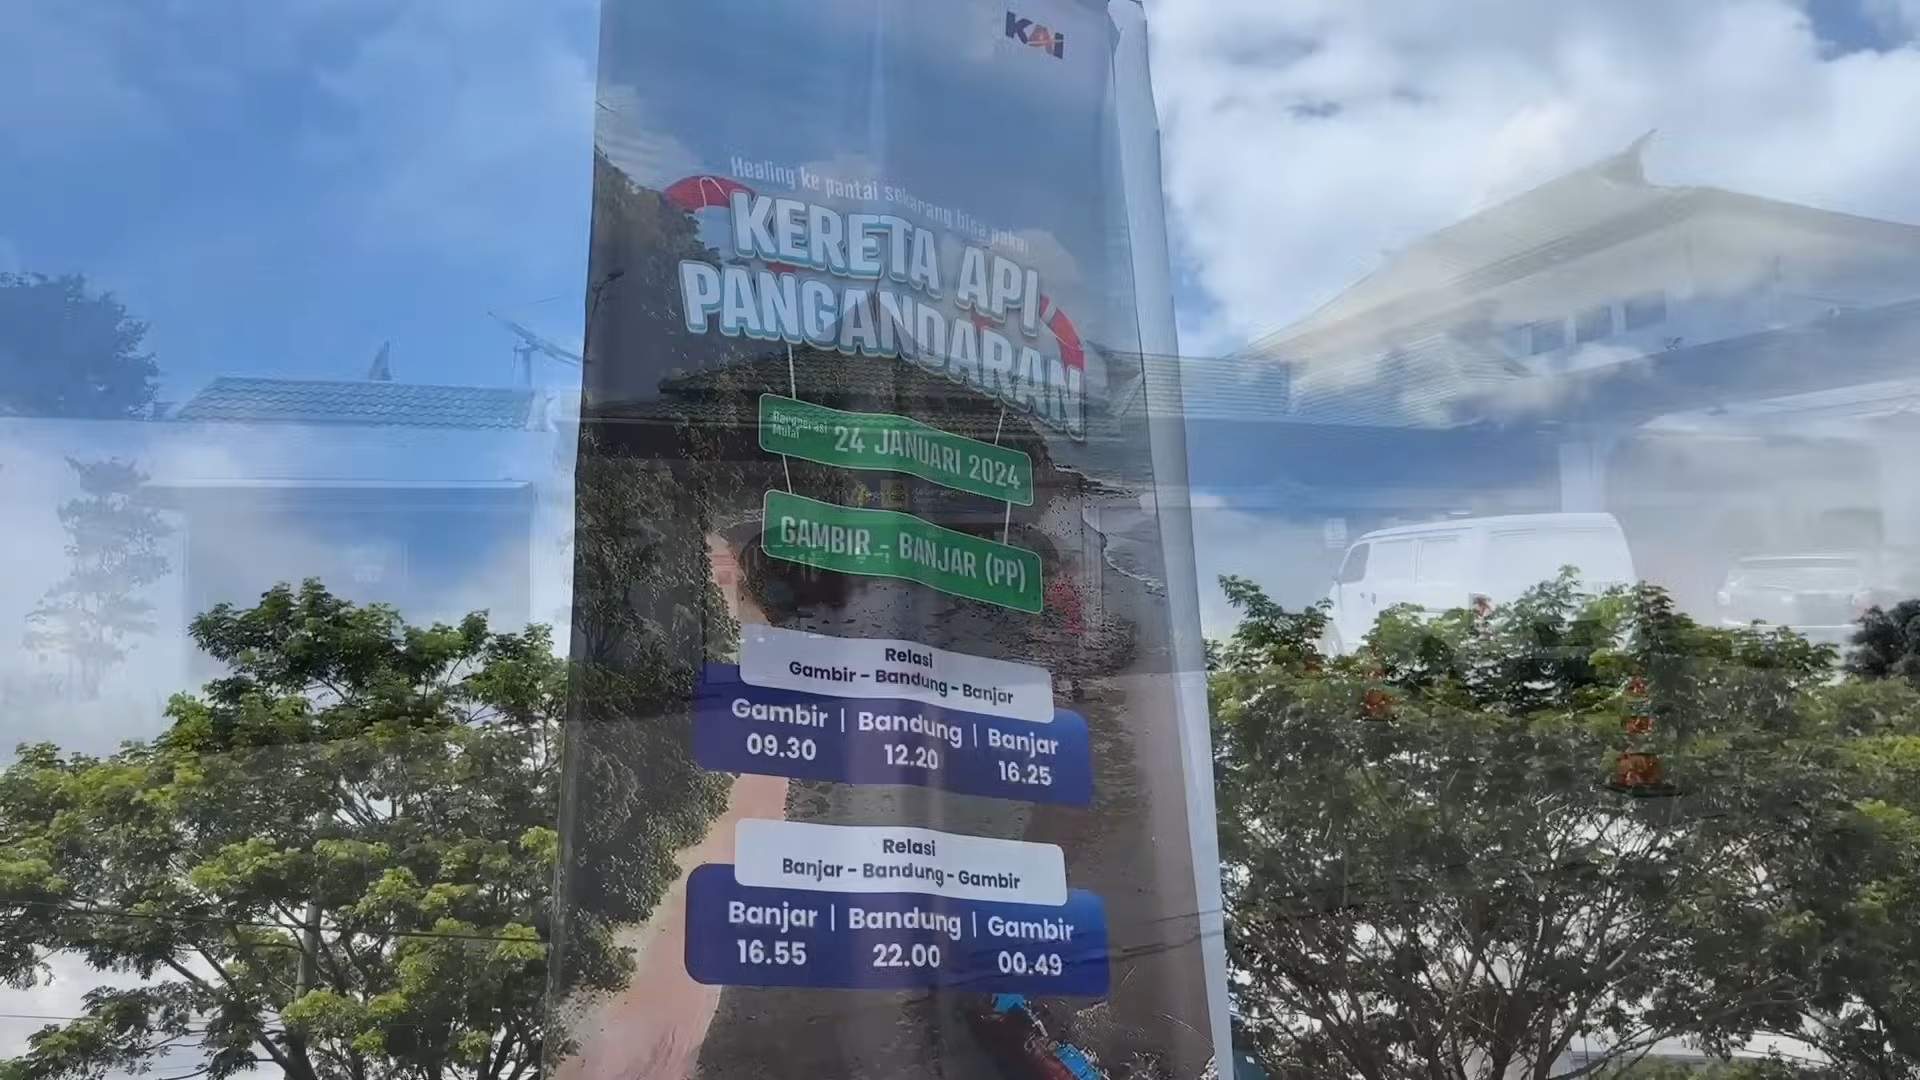 KAI
Healing ke pantai sekarang bisa pakai
KERETA API
PANGANDARAN
Beroperasi
Mulai
24 JANUARI 2024
GAMBIR - BANJAR (PP)
Relasi
Gambir - Bandung - Banjar
Gambir | Bandung | Banjar
09.30 12.20 16.25
Relasi
Banjar - Bandung - Gambir
Banjar | Bandung | Gambir
16.55 22.00 00.49